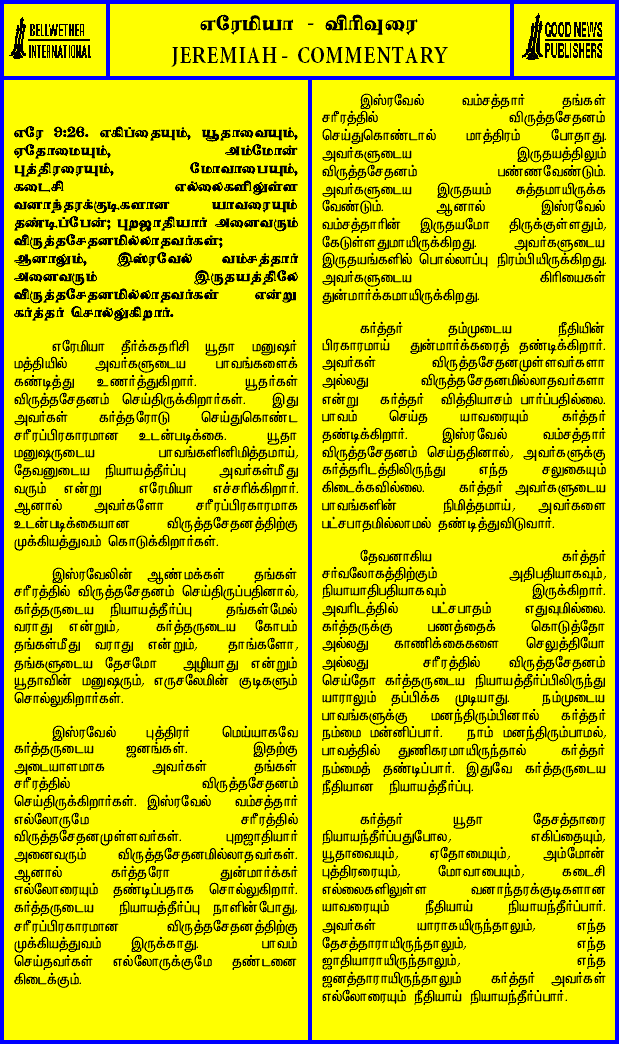 BELLWETHER
INTERNATIONAL
எரேமியா - விரிவுரை
JEREMIAH - COMMENTARY
GOOD NEWS
PUBLISHERS
எரே 9:26. எகிப்தையும், யூதாவையும்,
ஏதோமையும், அம்மோன்
புத்திரரையும், மோவாபையும்,
கடைசி எல்லைகளிலுள்ள
வனாந்தரக்குடிகளான யாவரையும்
தண்டிப்பேன்; புறஜாதியார் அனைவரும்
விருத்தசேதனமில்லாதவர்கள்;
ஆனாலும், இஸ்ரவேல் வம்சத்தார்
அனைவரும் இருதயத்திலே
விருத்தசேதனமில்லாதவர்கள் என்று
கர்த்தர் சொல்லுகிறார்.
எரேமியா தீர்க்கதரிசி யூதா மனுஷர்
மத்தியில் அவர்களுடைய பாவங்களைக்
கண்டித்து உணர்த்துகிறார். யூதர்கள்
விருத்தசேதனம் செய்திருக்கிறார்கள். இது
அவர்கள் கர்த்தரோடு செய்துகொண்ட
சரீரப்பிரகாரமான உடன்படிக்கை. யூதா
மனுஷருடைய பாவங்களினிமித்தமாய்,
தேவனுடைய நியாயத்தீர்ப்பு அவர்கள்மீது
வரும் என்று எரேமியா எச்சரிக்கிறார்.
ஆனால் அவர்களோ சரீரப்பிரகாரமாக
உடன்படிக்கையான விருத்தசேதனத்திற்கு
முக்கியத்துவம் கொடுக்கிறார்கள்.
இஸ்ரவேலின் ஆண்மக்கள் தங்கள்
சரீரத்தில் விருத்சேதனம் செய்திருப்பதினால்,
கர்த்தருடைய நியாயத்தீர்ப்பு தங்கள்மேல்
வராது என்றும், கர்த்தருடைய கோபம்
தங்கள்மீது வராது என்றும், தாங்களோ,
தங்களுடைய தேசமோ அழியாது என்றும்
யூதாவின் மனுஷரும், எருசலேமின் குடிகளும்
சொல்லுகிறார்கள்.
இஸ்ரவேல் புத்திரர் மெய்யாகவே
கர்த்தருடைய ஜனங்கள். இதற்கு
அடையாளமாக அவர்கள் தங்கள்
சரீரத்தில் விருத்தசேதனம்
செய்திருக்கிறார்கள். இஸ்ரவேல் வம்சத்தார்
எல்லோருமே சரீரத்தில்
விருத்தசேதனமுள்ளவர்கள். புறஜாதியார்
அனைவரும் விருத்தசேதனமில்லாதவர்கள்.
ஆனால் கர்த்தரோ துன்மார்க்கர்
எல்லோரையும் தண்டிப்பதாக சொல்லுகிறார்.
கர்த்தருடைய நியாயத்தீர்ப்பு நாளின்போது,
சரீரப்பிரகாரமான விருத்தசேதனத்திற்கு
முக்கியத்துவம் இருக்காது. பாவம்
செய்தவர்கள் எல்லோருக்குமே தண்டனை
கிடைக்கும்.
இஸ்ரவேல் வம்சத்தார் தங்கள்
சரீரத்தில் விருத்தசேதனம்
செய்துகொண்டால் மாத்திரம் போதாது.
அவர்களுடைய இருதயத்திலும்
விருத்தசேதனம் பண்ணவேண்டும்.
அவர்களுடைய இருதயம் சுத்தமாயிருக்க
வேண்டும். ஆனால் இஸ்ரவேல்
வம்சத்தாரின் இருதயமோ திருக்குள்ளதும்,
கேடுள்ளதுமாயிருக்கிறது. அவர்களுடைய
இருதயங்களில் பொல்லாப்பு நிரம்பியிருக்கிறது.
அவர்களுடைய கிரியைகள்
துன்மார்க்கமாயிருக்கிறது.
கர்த்தர் தம்முடைய நீதியின்
பிரகாரமாய் துன்மார்க்கரைத் தண்டிக்கிறார்.
அவர்கள் விருத்தசேதனமுள்ளவர்களா
அல்லது விருத்தசேதனமில்லாதவர்களா
என்று கர்த்தர் வித்தியாசம் பார்ப்பதில்லை.
பாவம் செய்த யாவரையும் கர்த்தர்
தண்டிக்கிறார். இஸ்ரவேல் வம்சத்தார்
விருத்தசேதனம் செய்ததினால், அவர்களுக்கு
கர்த்தரிடத்திலிருந்து எந்த சலுகையும்
கிடைக்கவில்லை. கர்த்தர் அவர்களுடைய
பாவங்களின் நிமித்தமாய், அவர்களை
பட்சபாதமில்லாமல் தண்டித்துவிடுவார்.
தேவனாகிய கர்த்தர்
சர்வலோகத்திற்கும் அதிபதியாகவும்,
நியாயாதிபதியாகவும் இருக்கிறார்.
அவரிடத்தில் பட்சபாதம் எதுவுமில்லை.
கர்த்தருக்கு பணத்தைக் கொடுத்தோ
அல்லது காணிக்கைகளை செலுத்தியோ
அல்லது சரீரத்தில் விருத்தசேதனம்
செய்தோ கர்த்தருடைய நியாயத்தீர்ப்பிலிருந்து
யாராலும் தப்பிக்க முடியாது. நம்முடைய
பாவங்களுக்கு மனந்திரும்பினால் கர்த்தர்
நம்மை மன்னிப்பார். நாம் மனந்திரும்பாமல்,
பாவத்தில் துணிகரமாயிருந்தால் கர்த்தர்
நம்மைத் தண்டிப்பார். இதுவே கர்த்தருடைய
நீதியான நியாயத்தீர்ப்பு.
கர்த்தர் யூதா தேசத்தாரை
நியாயந்தீர்ப்பதுபோல, எகிப்தையும்,
யூதாவையும், ஏதோமையும், அம்மோன்
புத்திரரையும், மோவாபையும், கடைசி
எல்லைகளிலுள்ள வனாந்தரக்குடிகளான
யாவரையும் நீதியாய் நியாயந்தீர்ப்பார்.
அவர்கள் யாராகயிருந்தாலும், எந்த
தேசத்தாராயிருந்தாலும், எந்த
ஜாதியாராயிருந்தாலும், எந்த
ஜனத்தாராயிருந்தாலும் கர்த்தர் அவர்கள்
எல்லோரையும் நீதியாய் நியாயந்தீர்ப்பார்.